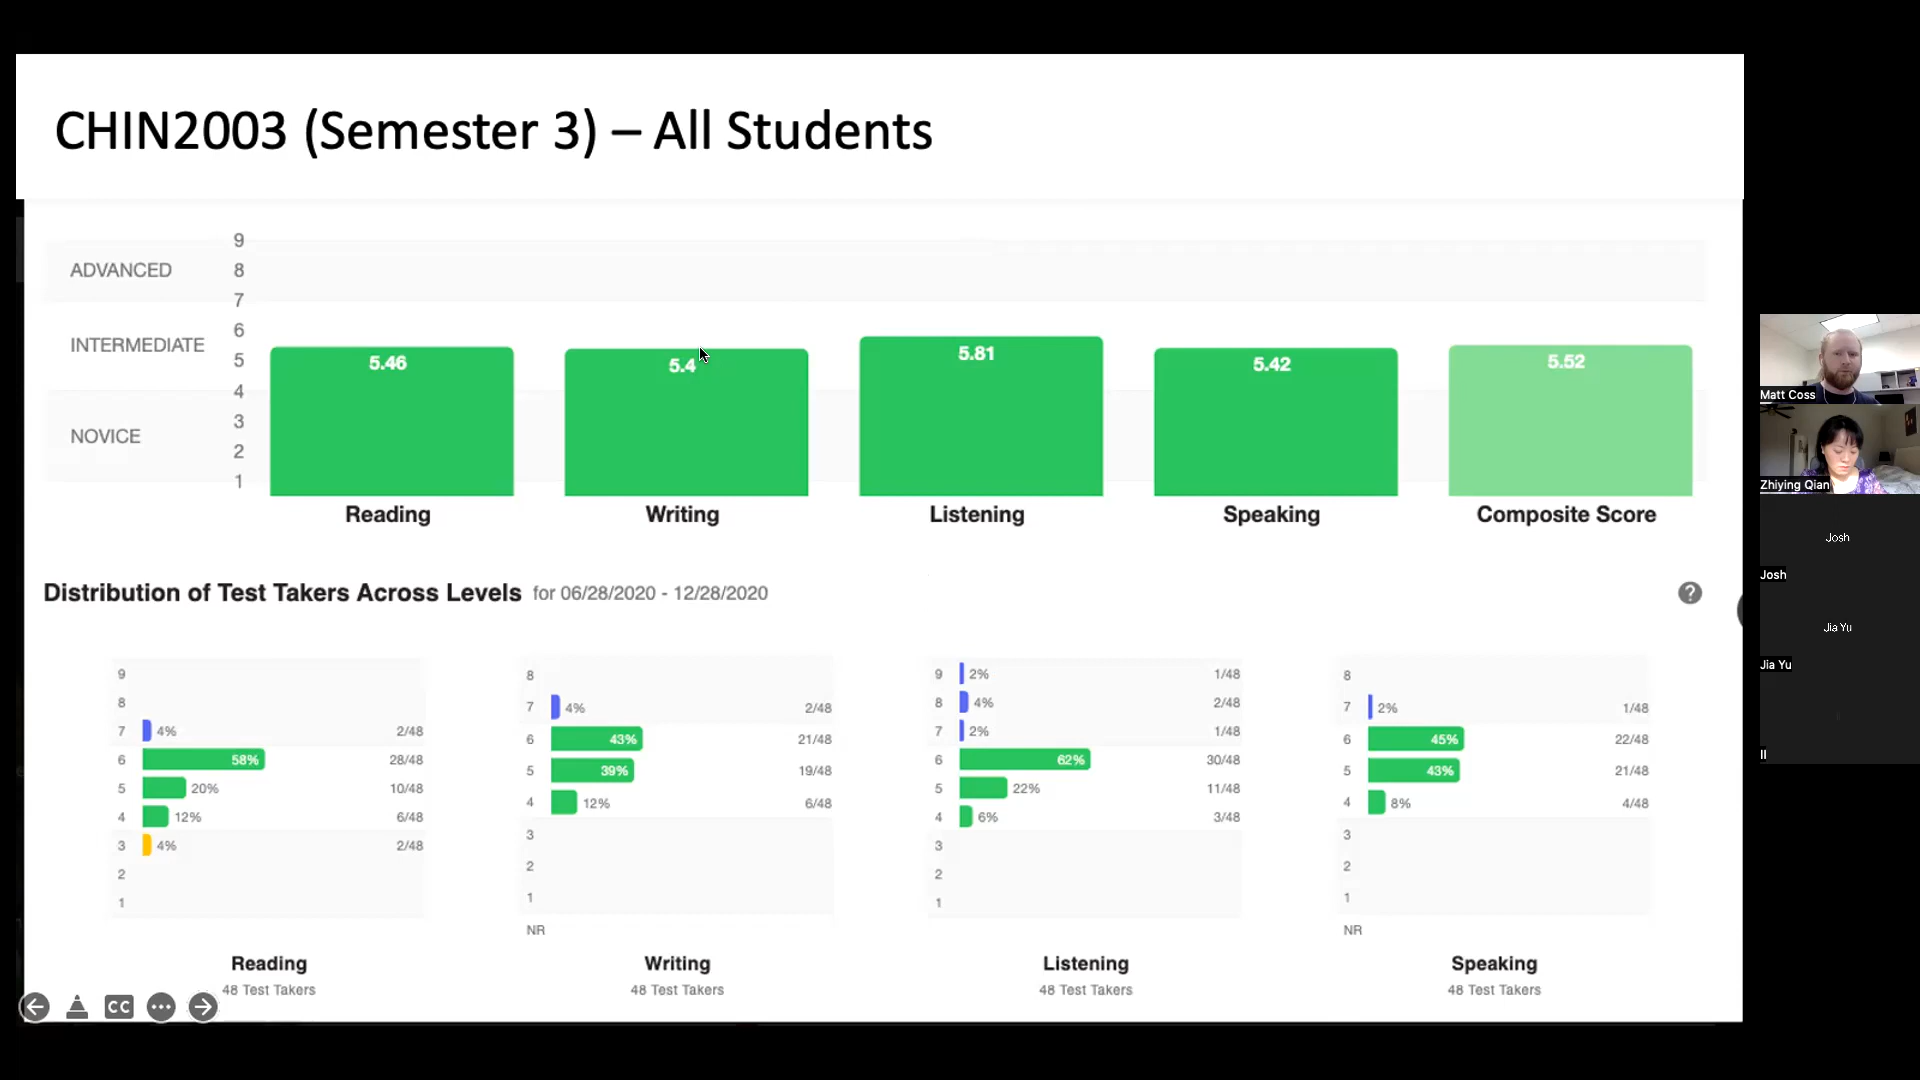 CHIN2003 (Semester 3) – All Students
9
ADVANCED 8
7
6
INTERMEDIATE
5
4
3
NOVICE
2
1
5.46
5.4
5.81
5.42
5.52
Reading Writing Listening Speaking Composite Score
Distribution of Test Takers Across Levels for 06/28/2020 - 12/28/2020 ?
9
8
7 4% 2/48
6 58% 28/48
5 20% 10/48
4 12% 6/48
3 4% 2/48
2
1
Reading
48 Test Takers
8
7 4% 2/48
6 43% 21/48
5 39% 19/48
4 12% 6/48
3
2
1
NR
Writing
48 Test Takers
9 2% 1/48
8 4% 2/48
7 2% 1/48
6 62% 30/48
5 22% 11/48
4 6% 3/48
3
2
1
Listening
48 Test Takers
8
7 2% 1/48
6 45% 22/48
5 43% 21/48
4 8% 4/48
3
2
1
NR
Speaking
48 Test Takers
CC
Matt Coss
Zhiying Qian
Josh
Josh
Jia Yu
Jia Yu